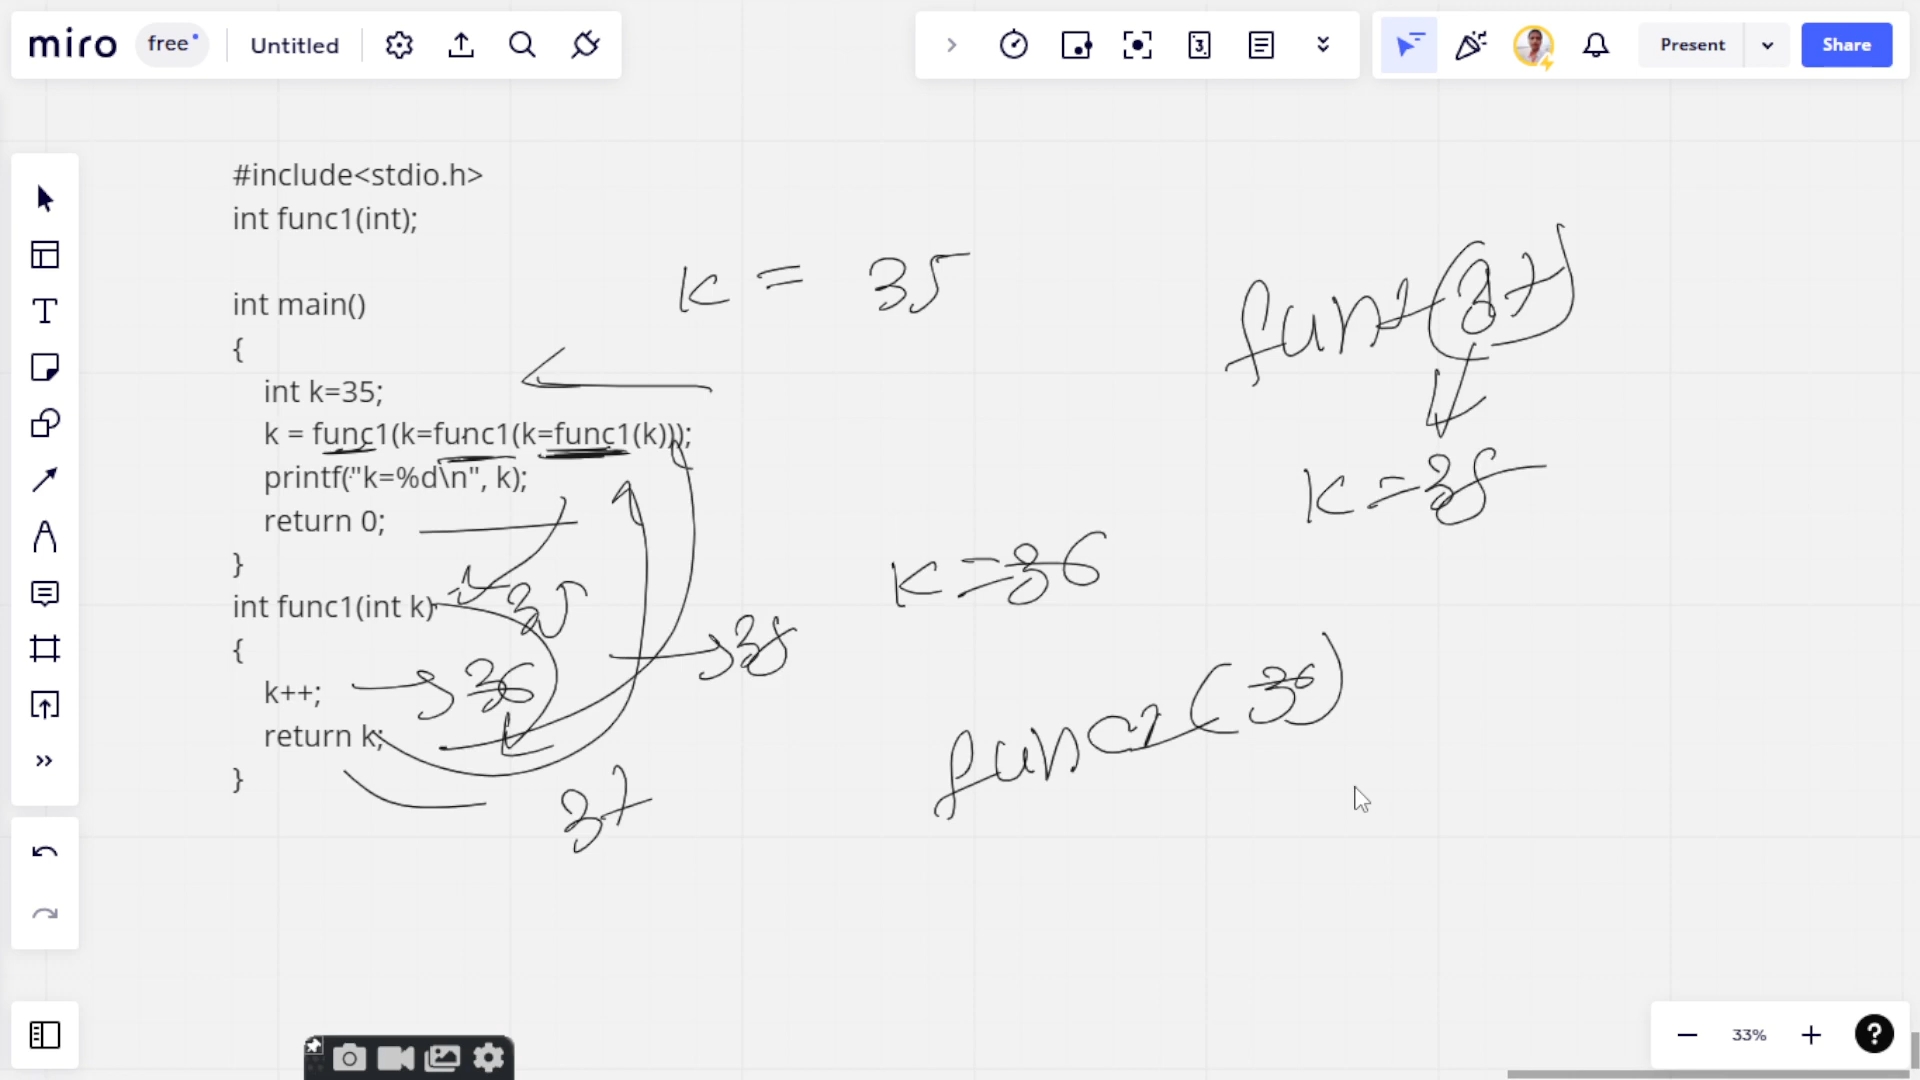 miro free Untitled
Present Share
#include<stdio.h>
int func1(int);
int main()
{
int k=35;
k = func1(k=func1(k=func1(k)));
printf("k=%d\n", k);
return 0;
}
int func1(int k)
{
k++;
return k;
}
k = 35
35
36
37
38
k=36
func1(36)
fun1(37)
k=38
33%